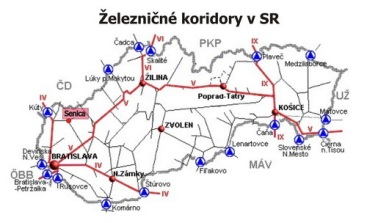 Železničné koridory v SR
PKP
Čadca
VI
Skalité
IX
Plaveč
Medzilaborce
VI
Lúky p.Makytou
ŽILINA
V
ČD
Poprad-Tatry
IX
UŽ
IV
Kúty
Senica
V
KOŠICE
V
Maťovce
ZVOLEN
Čaňa
V
Čierna
n.Tisou
IX
Slovenské
N.Mesto
Devínska
N.Ves
BRATISLAVA
Lenartovce
MÁV
Fiľakovo
ÖBB
Bratislava
-Petržalka
Rusovce
N.Zámky
IV
Štúrovo
IV
Komárno